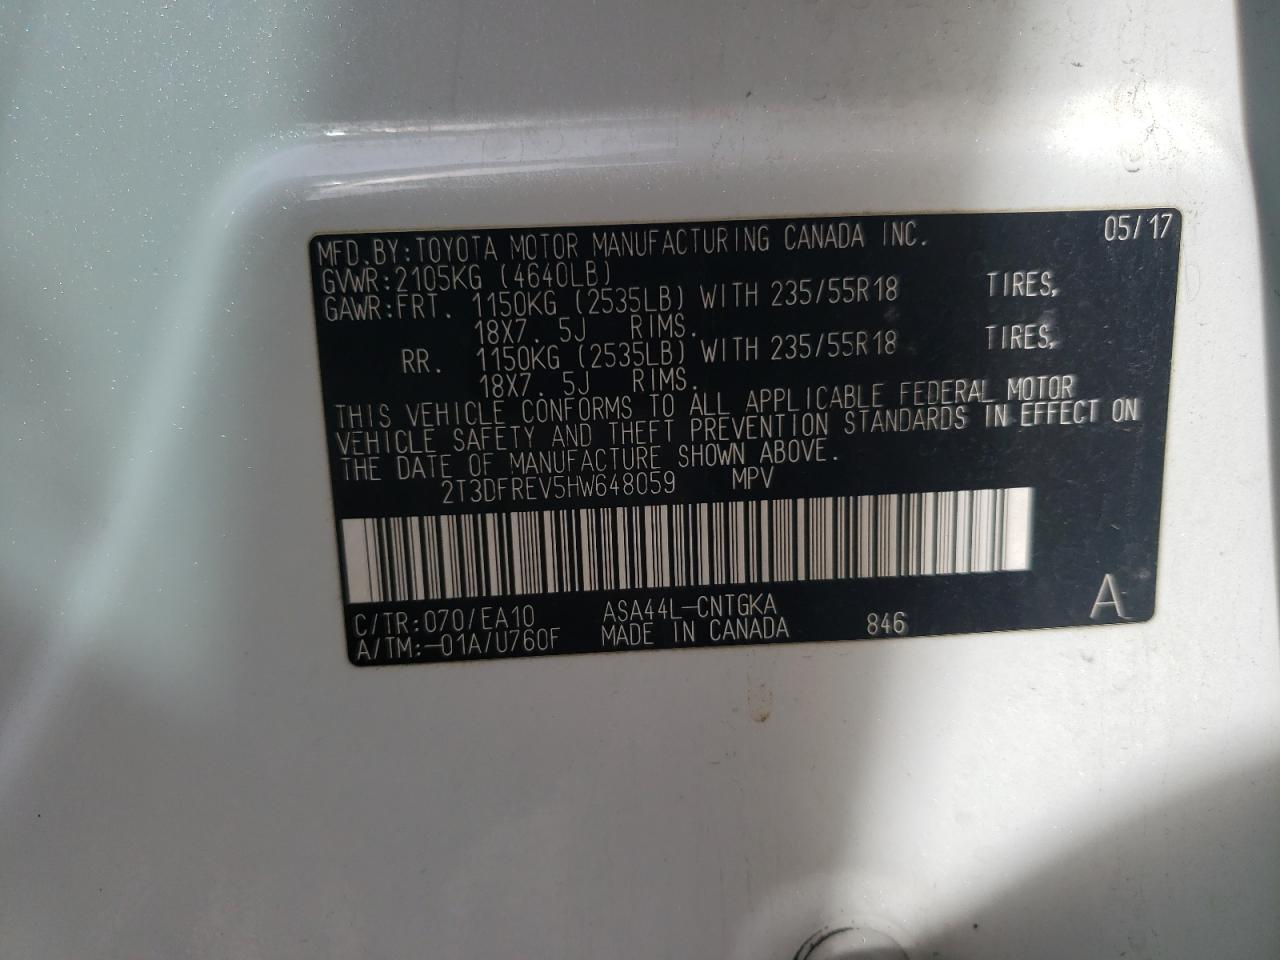 MFD.BY:TOYOTA MOTOR MANUFACTURING CANADA INC. 05/17
GVWR:2105KG (4640LB)
GAWR:FRT. 1150KG (2535LB) WITH 235/55R18 TIRES,
18X7. 5J RIMS.
RR. 1150KG (2535LB) WITH 235/55R18 TIRES,
18X7. 5J RIMS.
THIS VEHICLE CONFORMS TO ALL APPLICABLE FEDERAL MOTOR
VEHICLE SAFETY AND THEFT PREVENTION STANDARDS IN EFFECT ON
THE DATE OF MANUFACTURE SHOWN ABOVE.
2T3DFREV5HW648059 MPV
C/TR:070/EA10 ASA44L-CNTGKA
A/TM:-01A/U760F MADE IN CANADA 846 A